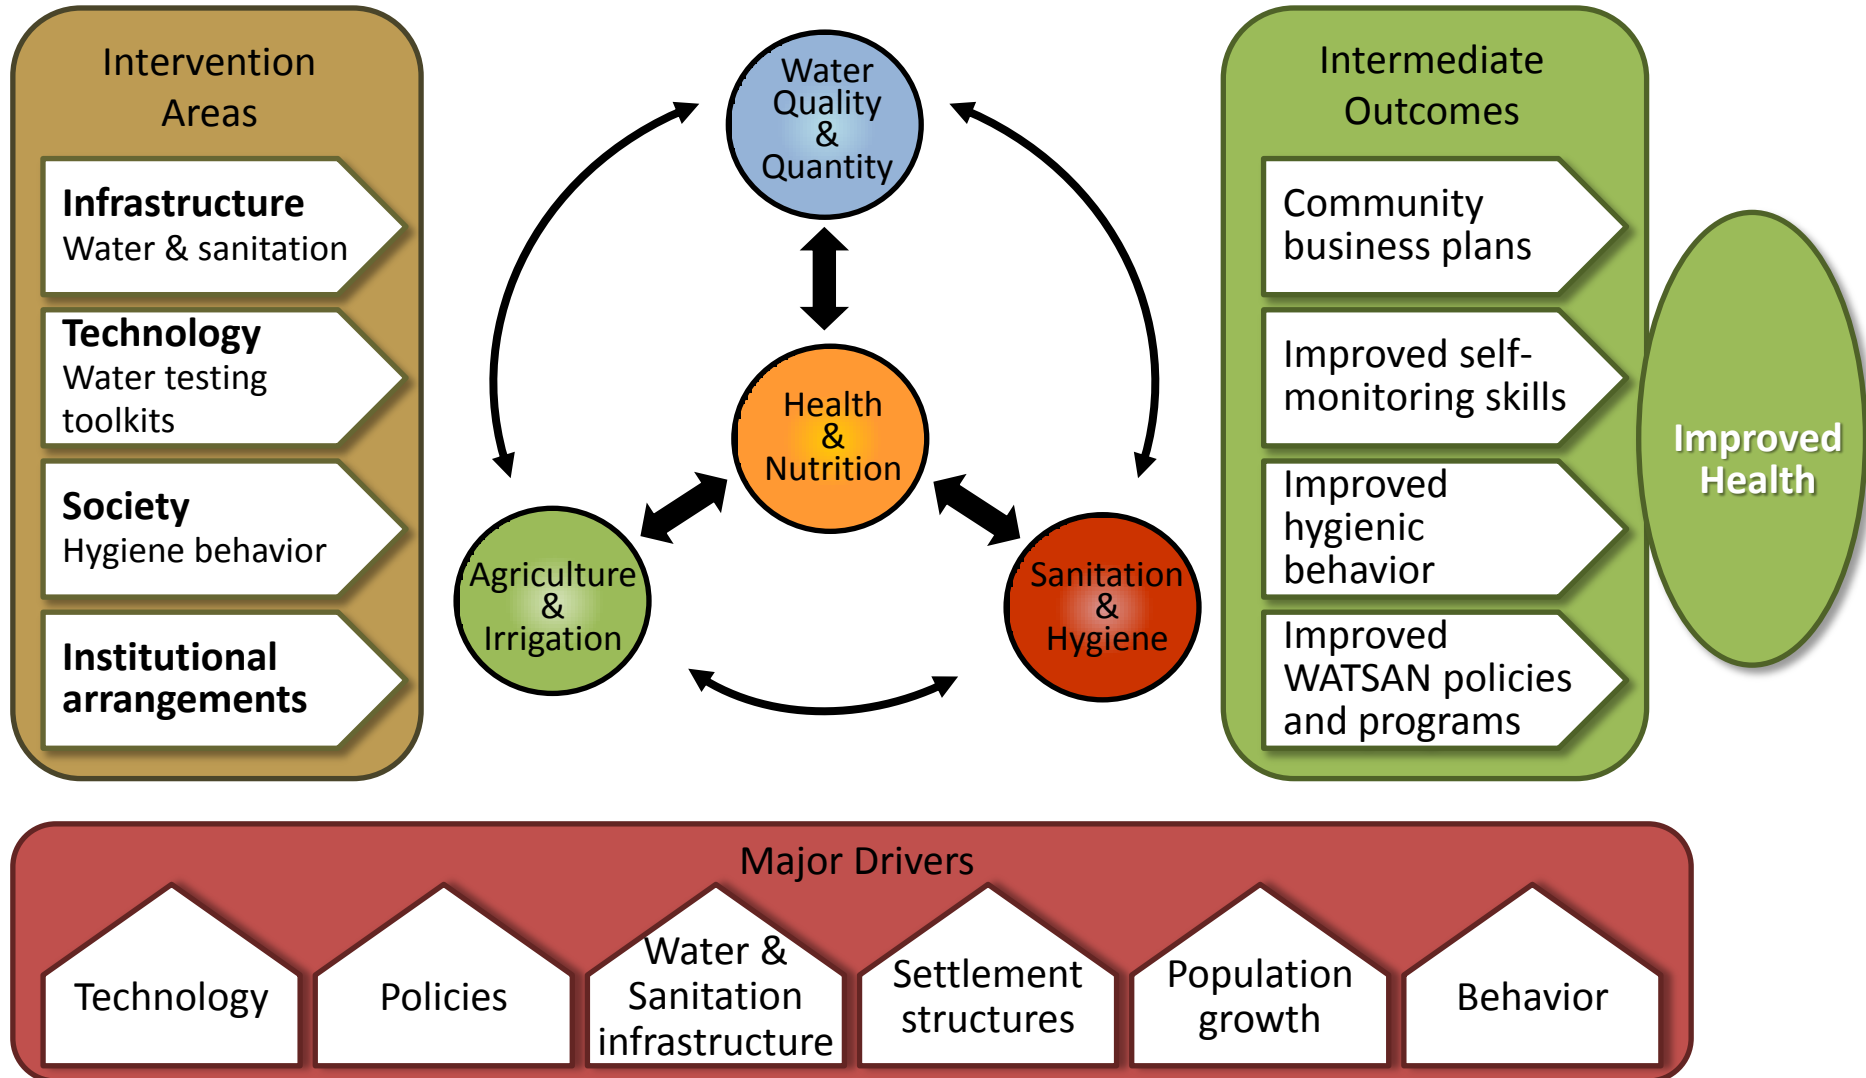 Intervention
Areas
Infrastructure
Water & sanitation
Technology
Water testing
toolkits
Society
Hygiene behavior
Institutional
arrangements
Water
Quality
&
Quantity
Health
&
Nutrition
Agriculture
&
Irrigation
Sanitation
&
Hygiene
Intermediate
Outcomes
Community
business plans
Improved self-
monitoring skills
Improved
hygienic
behavior
Improved
WATSAN policies
and programs
Improved
Health
Major Drivers
Technology
Policies
Water &
Sanitation
infrastructure
Settlement
structures
Population
growth
Behavior